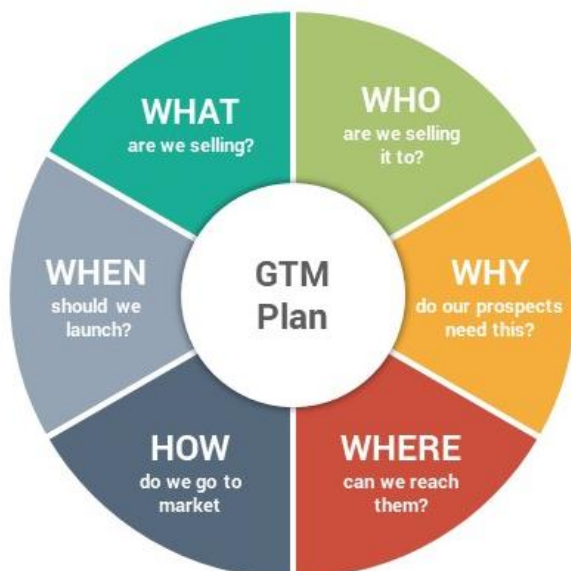 WHAT
are we selling?
WHO
are we selling
it to?
WHY
do our prospects
need this?
WHERE
can we reach
them?
HOW
do we go to
market
WHEN
should we
launch?
GTM
Plan